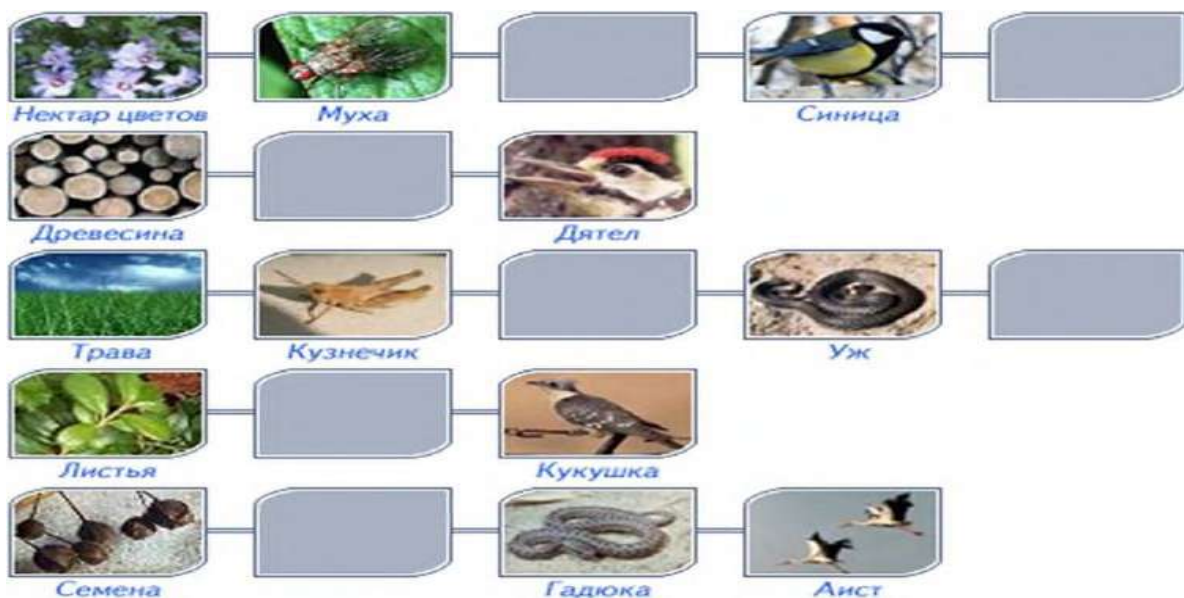 Нектар цветов Муха Синица
Древесина Дятел
Трава Кузнечик Уж
Листья Кукушка
Семена Гадюка Аист